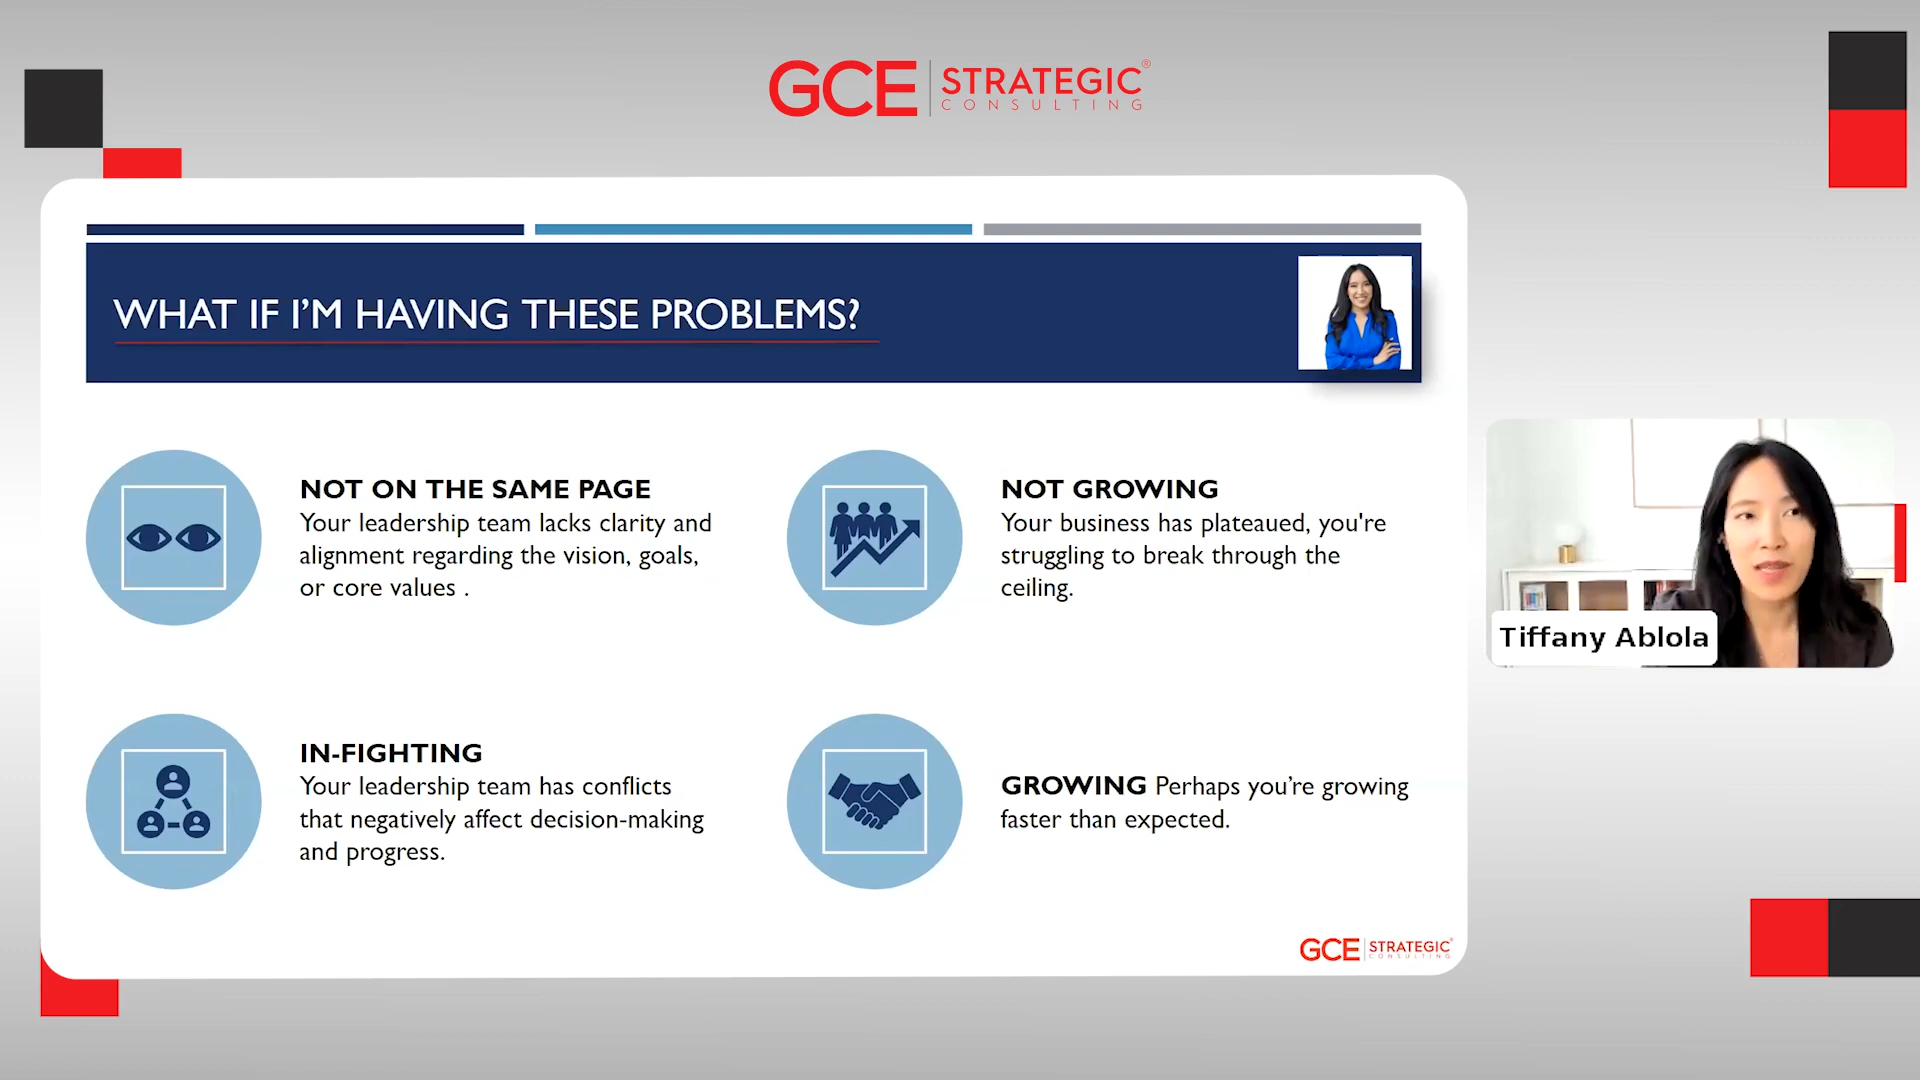 GCE STRATEGIC®
CONSULTING
WHAT IF I'M HAVING THESE PROBLEMS?
NOT ON THE SAME PAGE
Your leadership team lacks clarity and
alignment regarding the vision, goals,
or core values .
NOT GROWING
Your business has plateaued, you're
struggling to break through the
ceiling.
IN-FIGHTING
Your leadership team has conflicts
that negatively affect decision-making
and progress.
GROWING Perhaps you’re growing
faster than expected.
Tiffany Ablola
GCE STRATEGIC®
CONSULTING